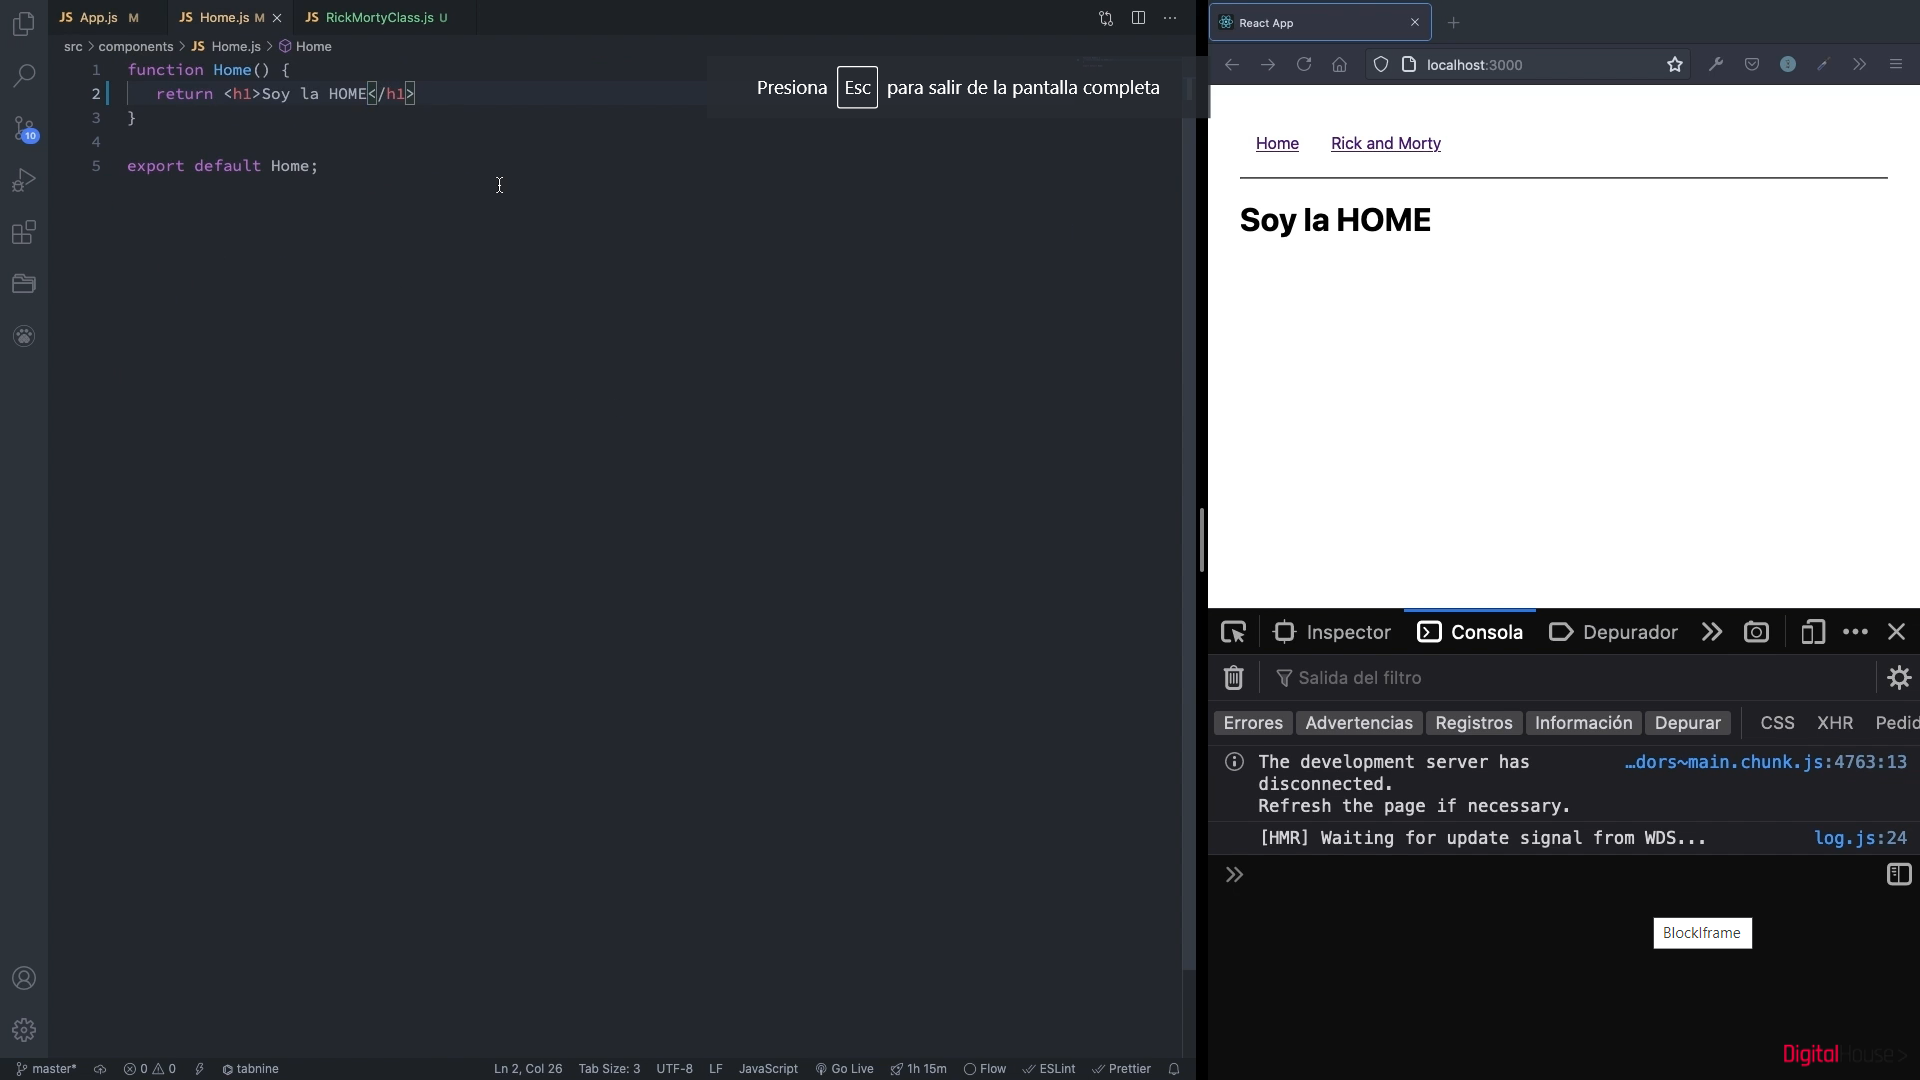 JS App.js M JS Home.js M JS RickMortyClass.js U
src > components > JS Home.js > Home
1 function Home() {
2 return <h1>Soy la HOME</h1>
3 }
4
5 export default Home;
Presiona Esc para salir de la pantalla completa
10
master* 0 0 tabnine Ln 2, Col 26 Tab Size: 3 UTF-8 LF JavaScript Go Live 1h 15m Flow ESLint Prettier
React App
localhost:3000
Home Rick and Morty
Soy la HOME
Inspector Consola Depurador
Salida del filtro
Errores Advertencias Registros Información Depurar CSS XHR Pedid
The development server has …dors~main.chunk.js:4763:13
disconnected.
Refresh the page if necessary.
[HMR] Waiting for update signal from WDS... log.js:24
BlockIframe
DigitalHouse>